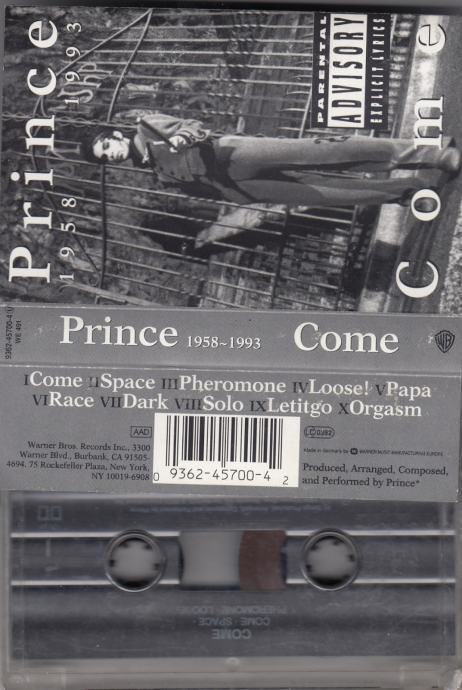 Prince
1958 1993
PARENTAL
ADVISORY
EXPLICIT LYRICS
Come
9362-45700-4
WE 491
Prince 1958~1993 Come
I Come II Space III Pheromone IV Loose! V Papa
VI Race VII Dark VIII Solo IX Letitgo X Orgasm
AAD
LC 0392
Warner Bros. Records Inc., 3300
Warner Blvd., Burbank, CA 91505-
4694. 75 Rockefeller Plaza, New York,
NY 10019-6908
0 9362-45700-4 2
Made in Germany by WARNER MUSIC MANUFACTURING EUROPE
Produced, Arranged, Composed,
and Performed by Prince*
COME · SPACE ·
PHEROMONE · LOOSE
COME